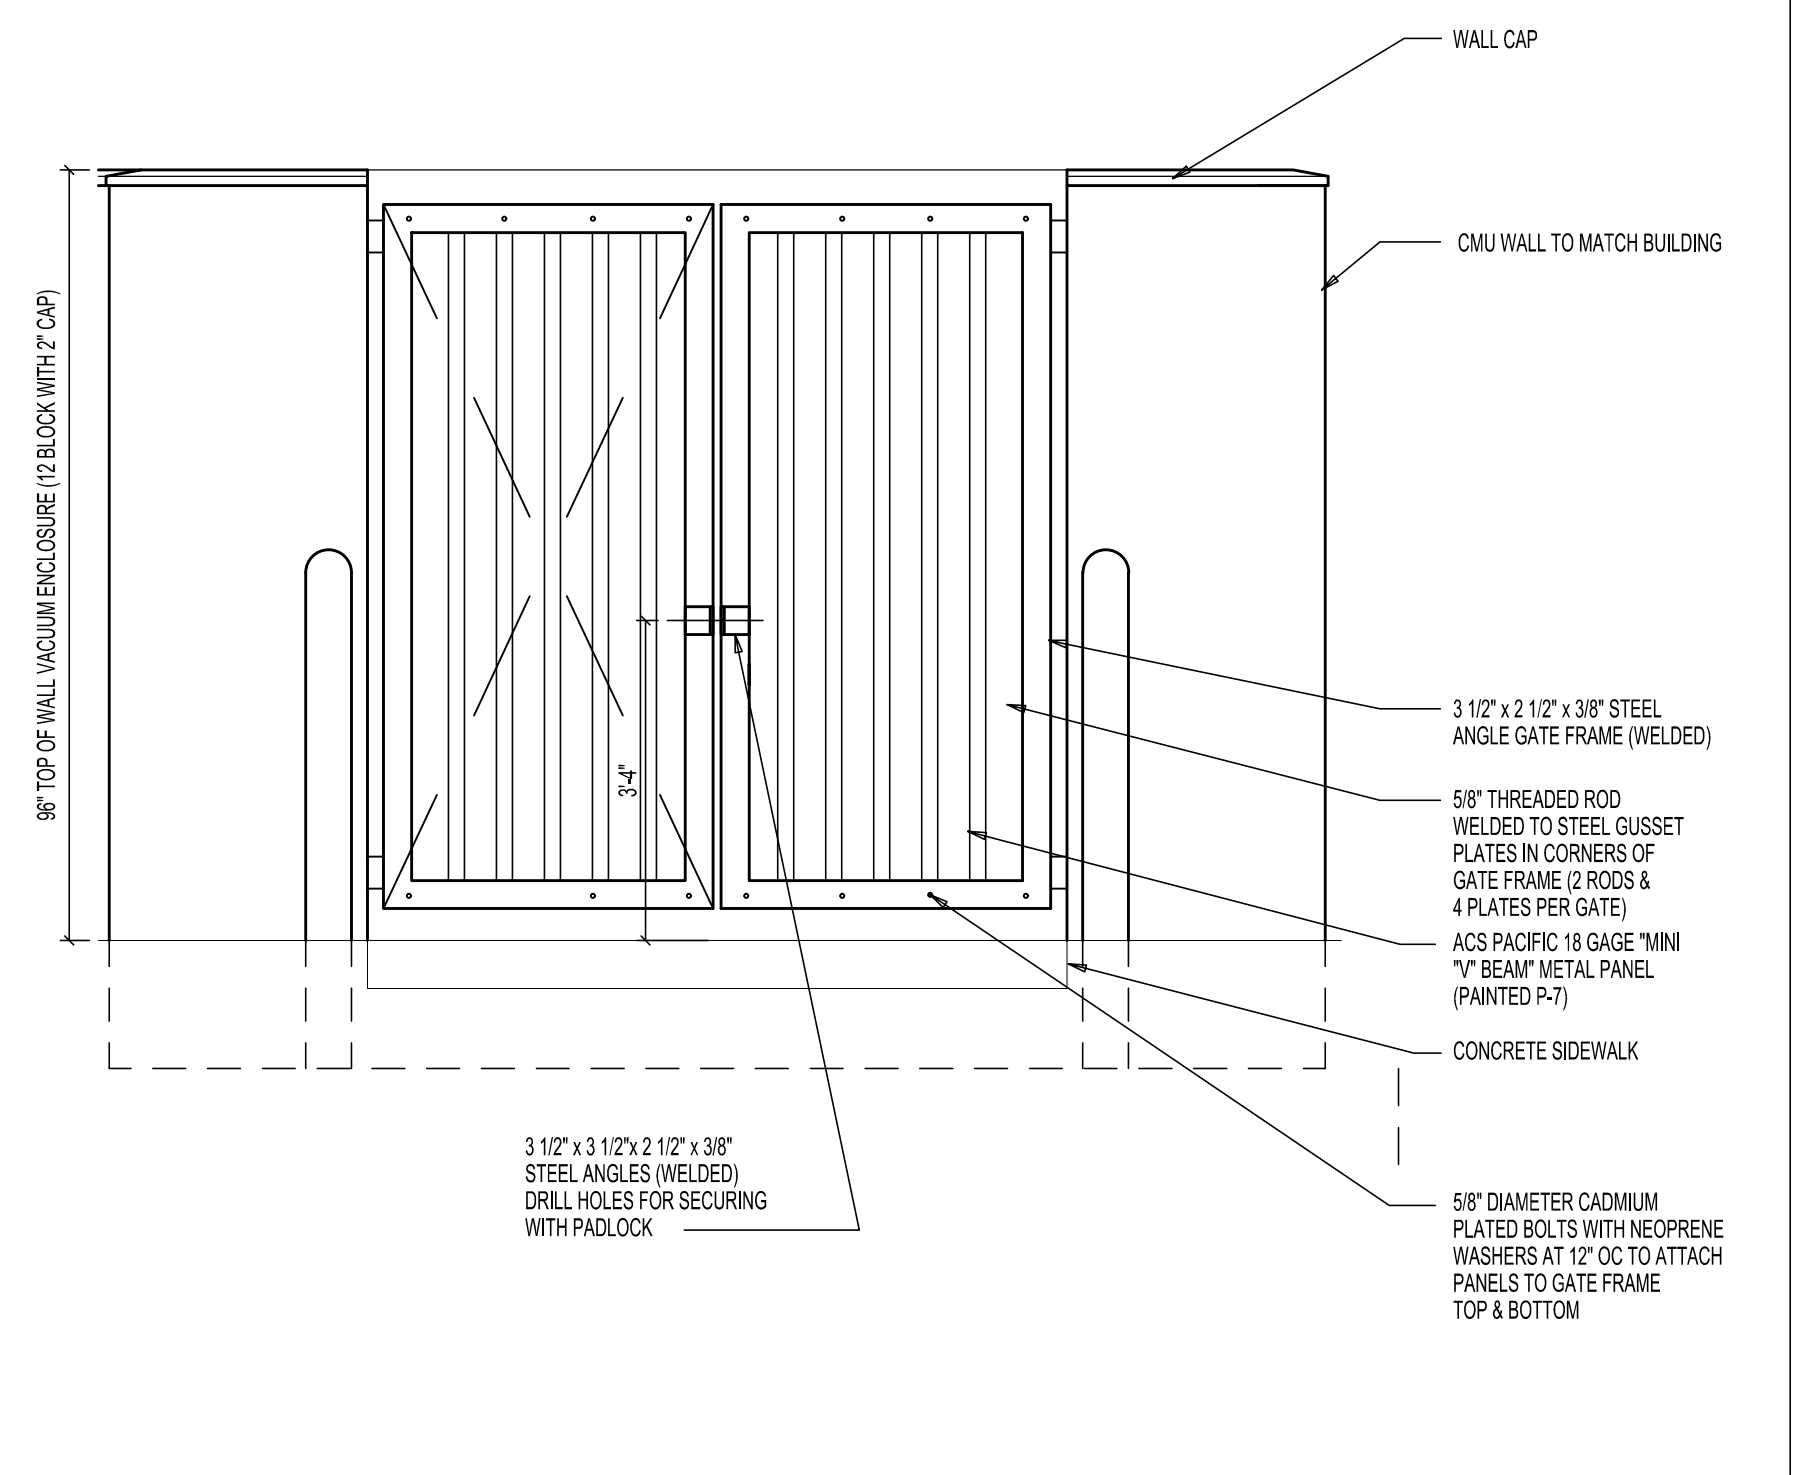 WALL CAP
CMU WALL TO MATCH BUILDING
96" TOP OF WALL VACUUM ENCLOSURE (12 BLOCK WITH 2" CAP)
3'-4"
3 1/2" x 2 1/2" x 3/8" STEEL
ANGLE GATE FRAME (WELDED)
5/8" THREADED ROD
WELDED TO STEEL GUSSET
PLATES IN CORNERS OF
GATE FRAME (2 RODS &
4 PLATES PER GATE)
ACS PACIFIC 18 GAGE "MINI
"V" BEAM" METAL PANEL
(PAINTED P-7)
CONCRETE SIDEWALK
3 1/2" x 3 1/2"x 2 1/2" x 3/8"
STEEL ANGLES (WELDED)
DRILL HOLES FOR SECURING
WITH PADLOCK
5/8" DIAMETER CADMIUM
PLATED BOLTS WITH NEOPRENE
WASHERS AT 12" OC TO ATTACH
PANELS TO GATE FRAME
TOP & BOTTOM